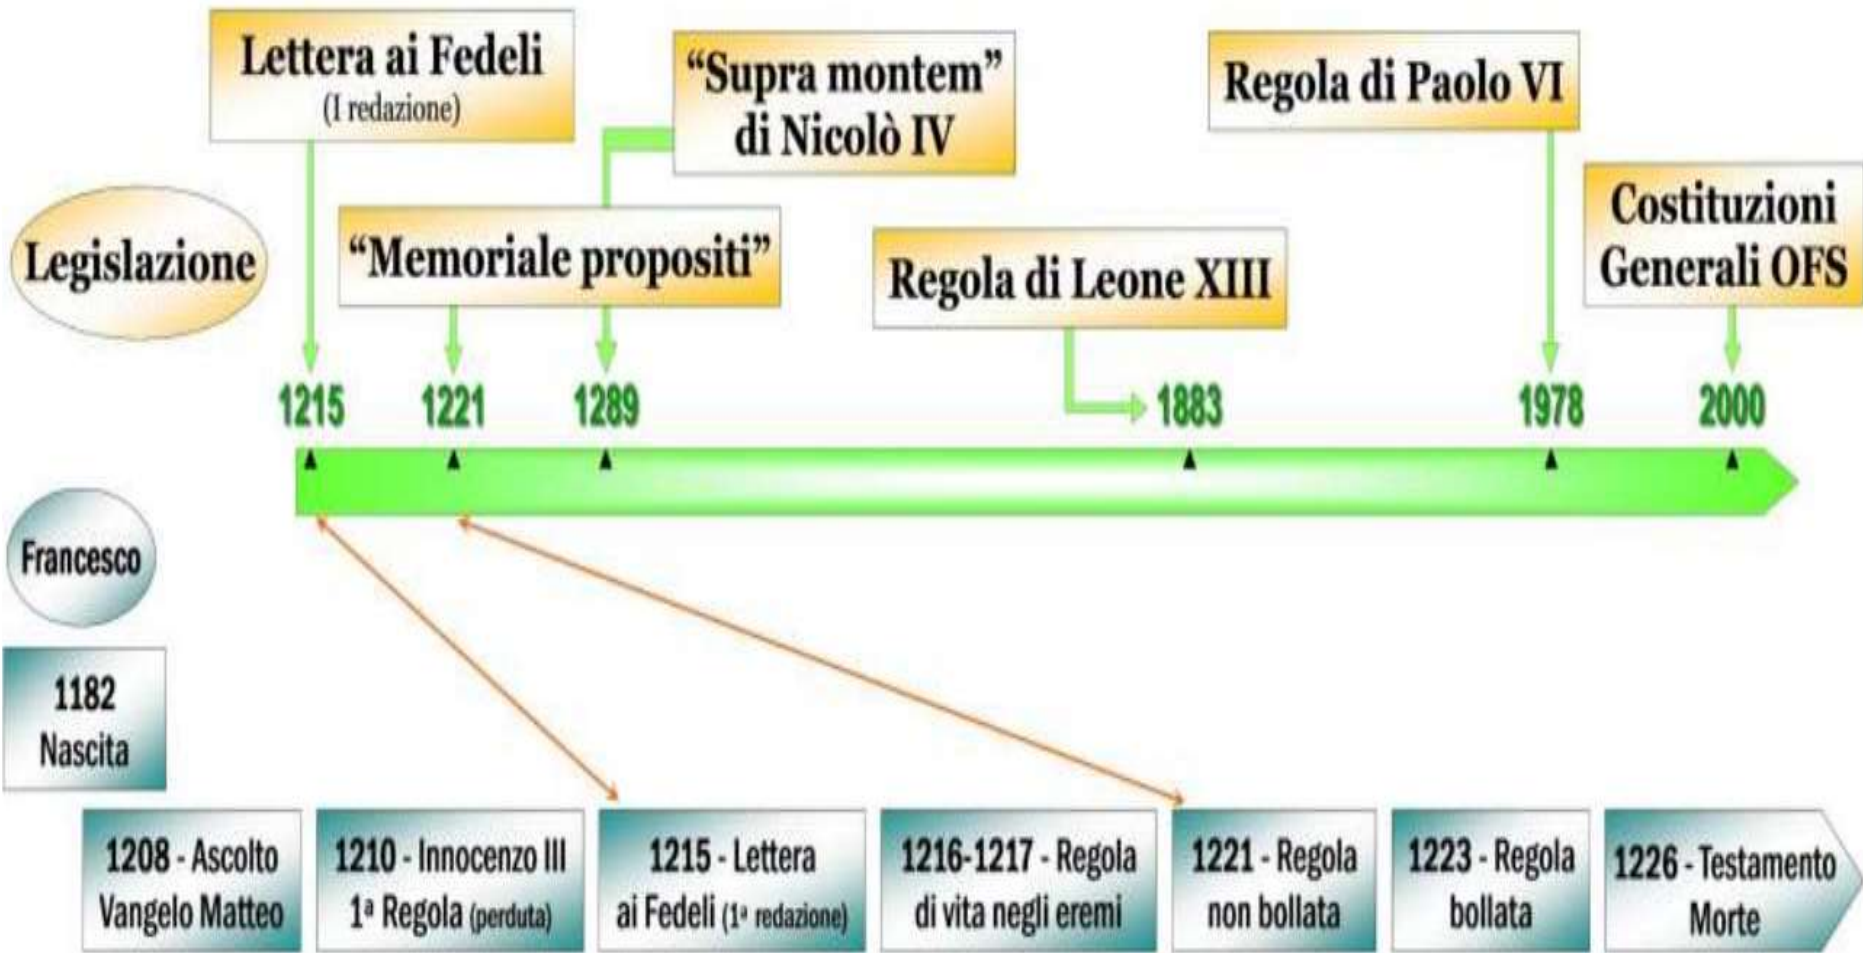 Lettera ai Fedeli
(I redazione)
“Supra montem”
di Nicolò IV
Regola di Paolo VI
Costituzioni
Generali OFS
Legislazione
“Memoriale propositi”
Regola di Leone XIII
1215
1221
1289
1883
1978
2000
Francesco
1182
Nascita
1208 - Ascolto
Vangelo Matteo
1210 - Innocenzo III
1ª Regola (perduta)
1215 - Lettera
ai Fedeli (1ª redazione)
1216-1217 - Regola
di vita negli eremi
1221 - Regola
non bollata
1223 - Regola
bollata
1226 - Testamento
Morte